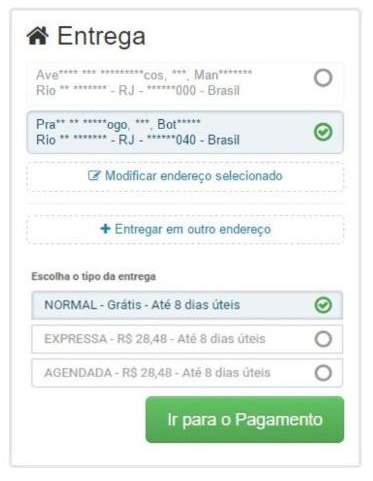 Entrega
Ave**** *** *********cos, ***, Man*******
Rio ** ******* - RJ - ******000 - Brasil
Pra** ** *****ogo, ***, Bot*****
Rio ** ******* - RJ - ******040 - Brasil
Modificar endereço selecionado
Entregar em outro endereço
Escolha o tipo da entrega
NORMAL - Grátis - Até 8 dias úteis
EXPRESSA - R$ 28,48 - Até 8 dias úteis
AGENDADA - R$ 28,48 - Até 8 dias úteis
Ir para o Pagamento